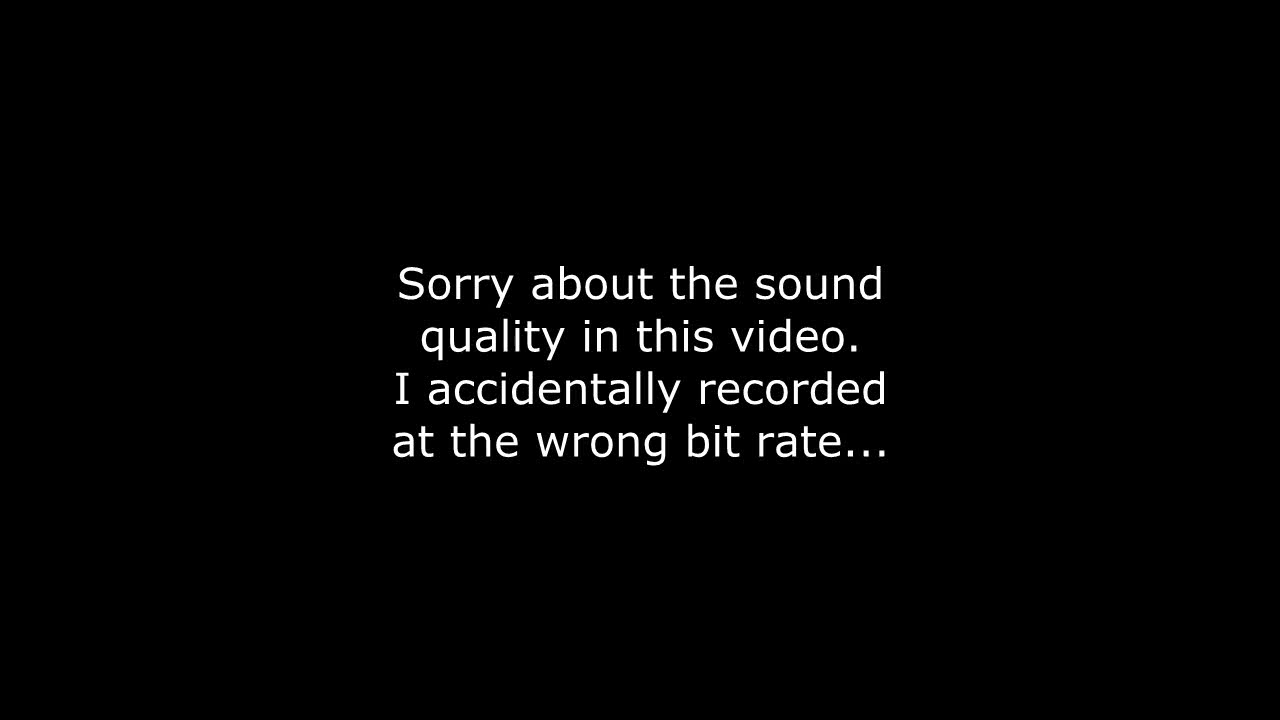 Sorry about the sound
quality in this video.
I accidentally recorded
at the wrong bit rate...